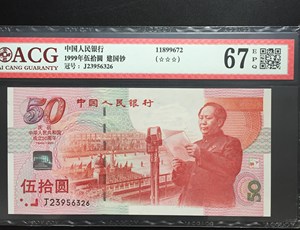 ACG
AI CANG GUARANTY
中国人民银行
1999年伍拾圆 建国钞
冠号: J23956326
11899672
(☆☆☆)
67 EPQ
50
中国人民银行
伍拾圆
J23956326
50